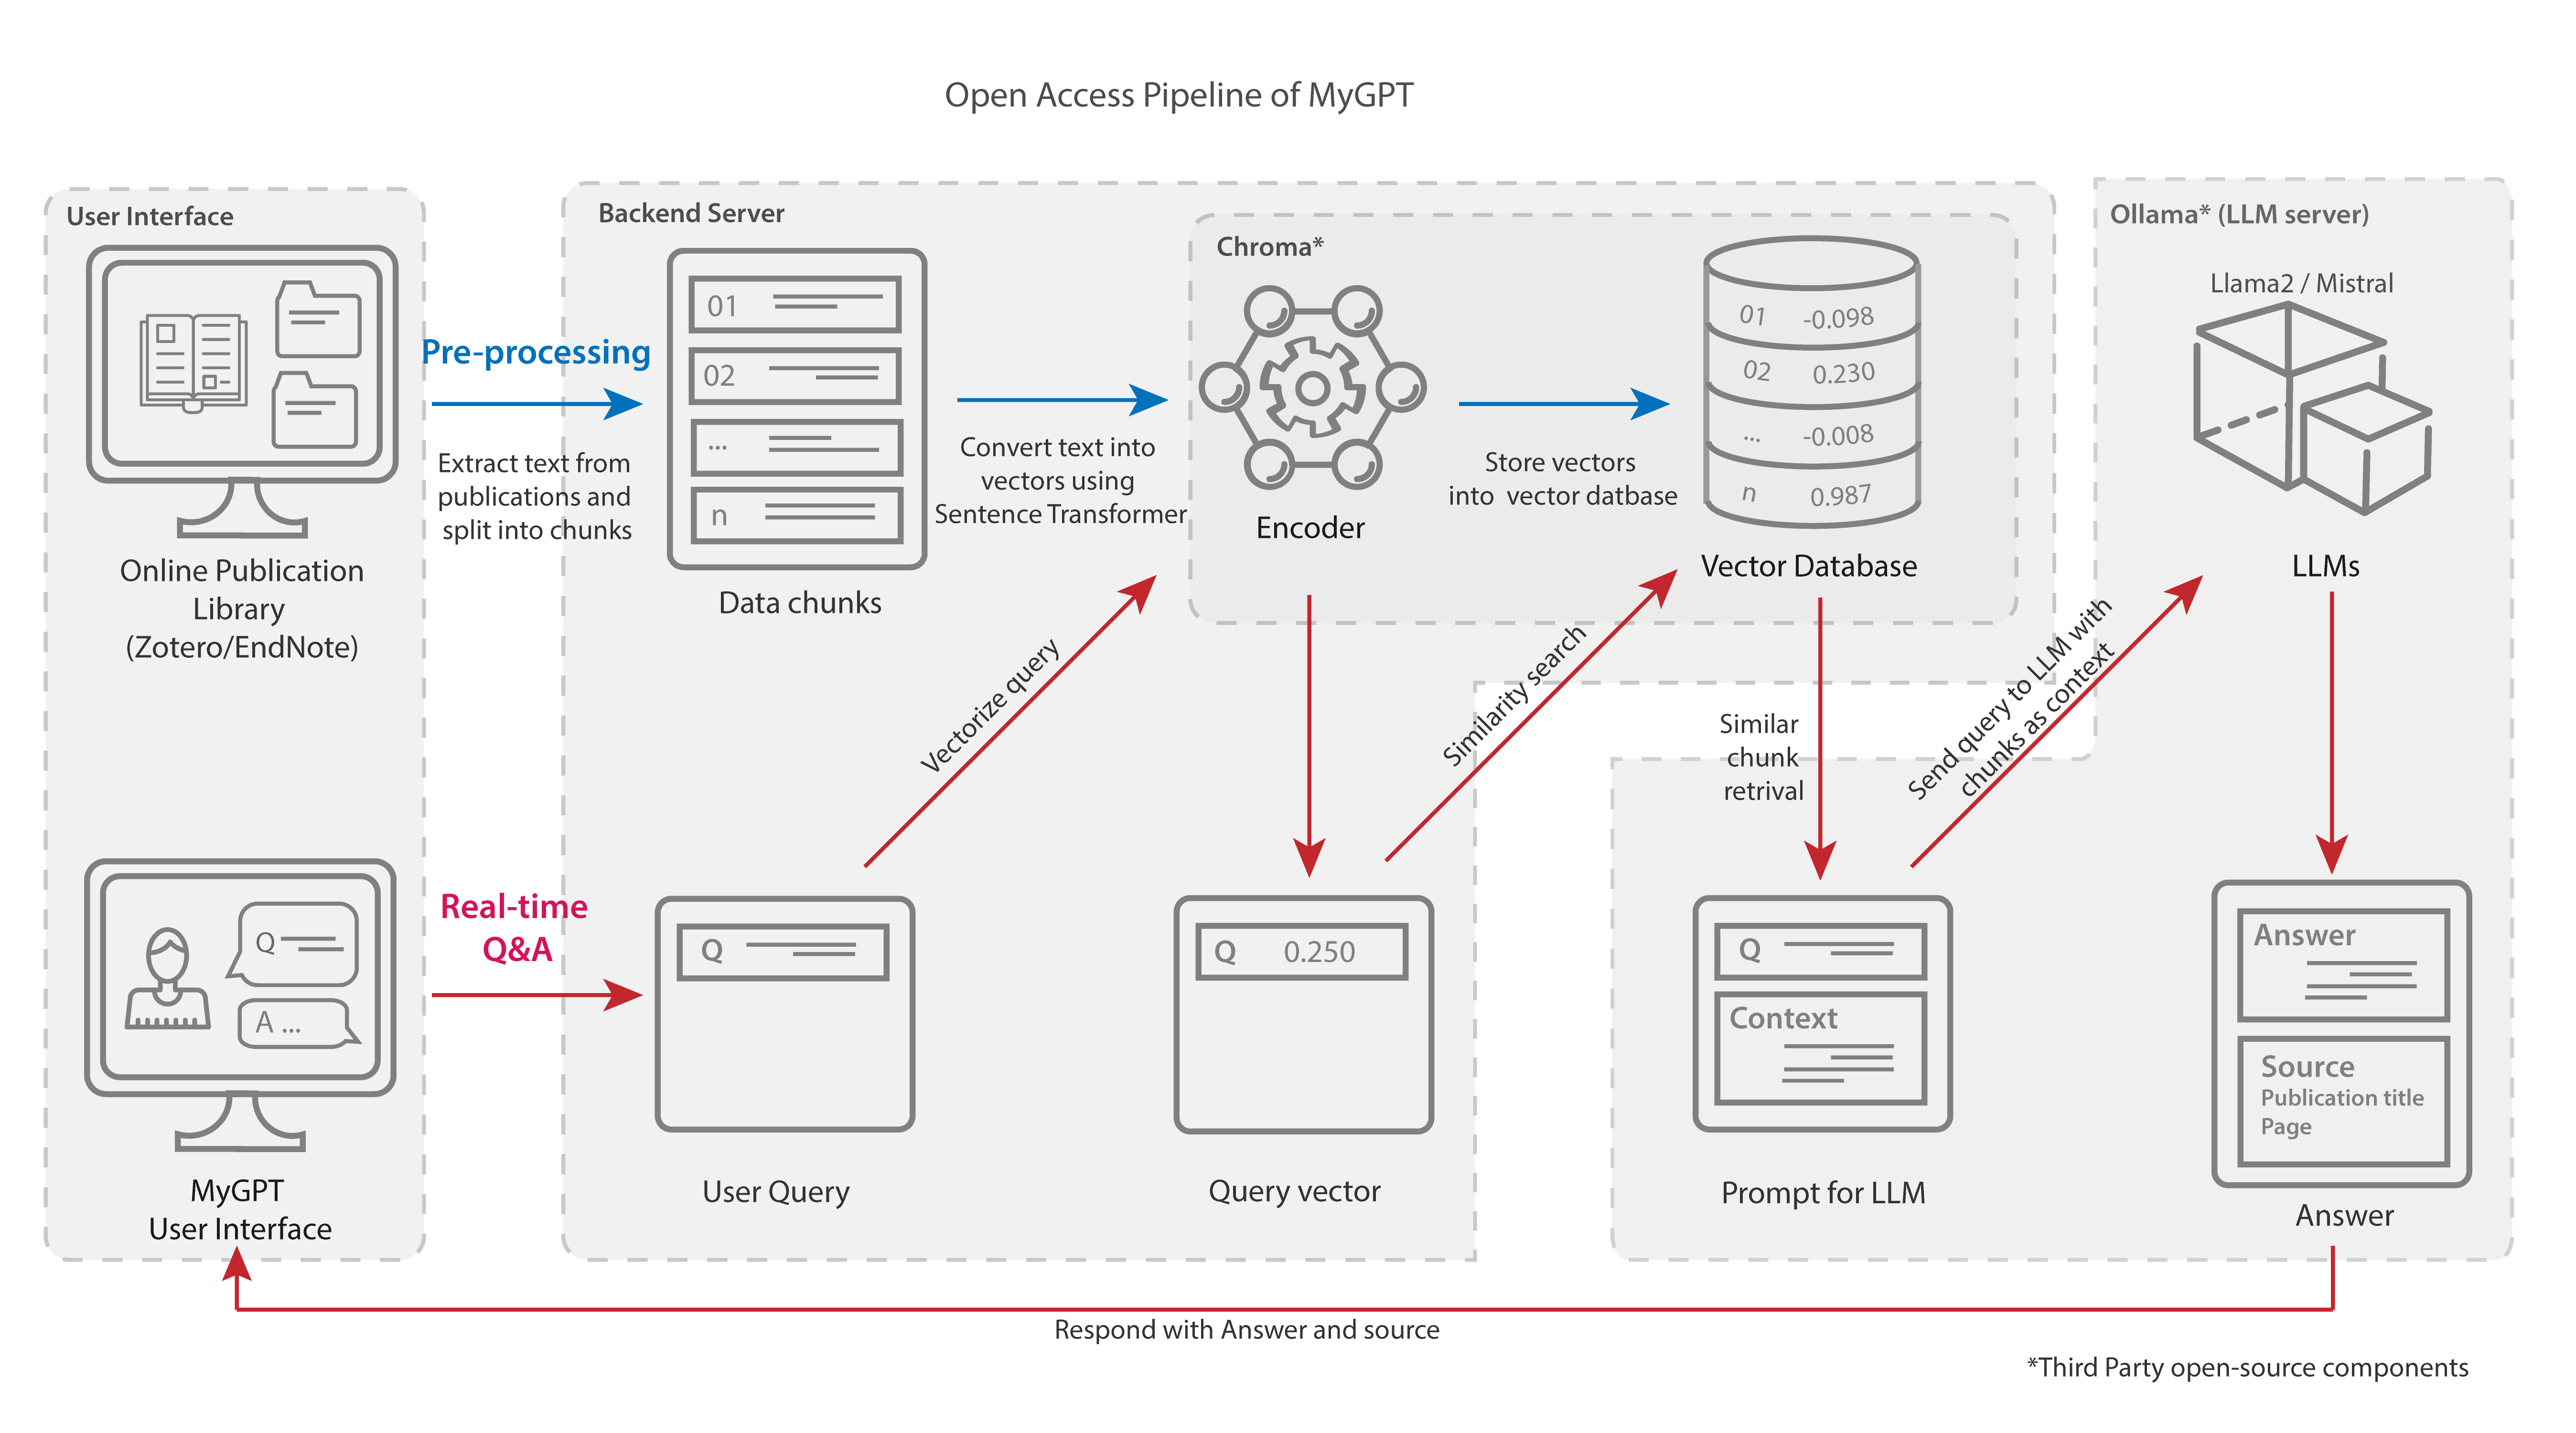 Open Access Pipeline of MyGPT
User Interface
Online Publication
Library
(Zotero/EndNote)
Pre-processing
Extract text from
publications and
split into chunks
Backend Server
01
02
...
n
Data chunks
Convert text into
vectors using
Sentence Transformer
Chroma*
Encoder
Store vectors
into vector datbase
01 -0.098
02 0.230
... -0.008
n 0.987
Vector Database
Ollama* (LLM server)
Llama2 / Mistral
LLMs
Vectorize query
Similarity search
Similar
chunk
retrival
Send query to LLM with
chunks as context
Q
A ...
MyGPT
User Interface
Real-time
Q&A
Q
User Query
Q 0.250
Query vector
Q
Context
Prompt for LLM
Answer
Source
Publication title
Page
Answer
Respond with Answer and source
*Third Party open-source components